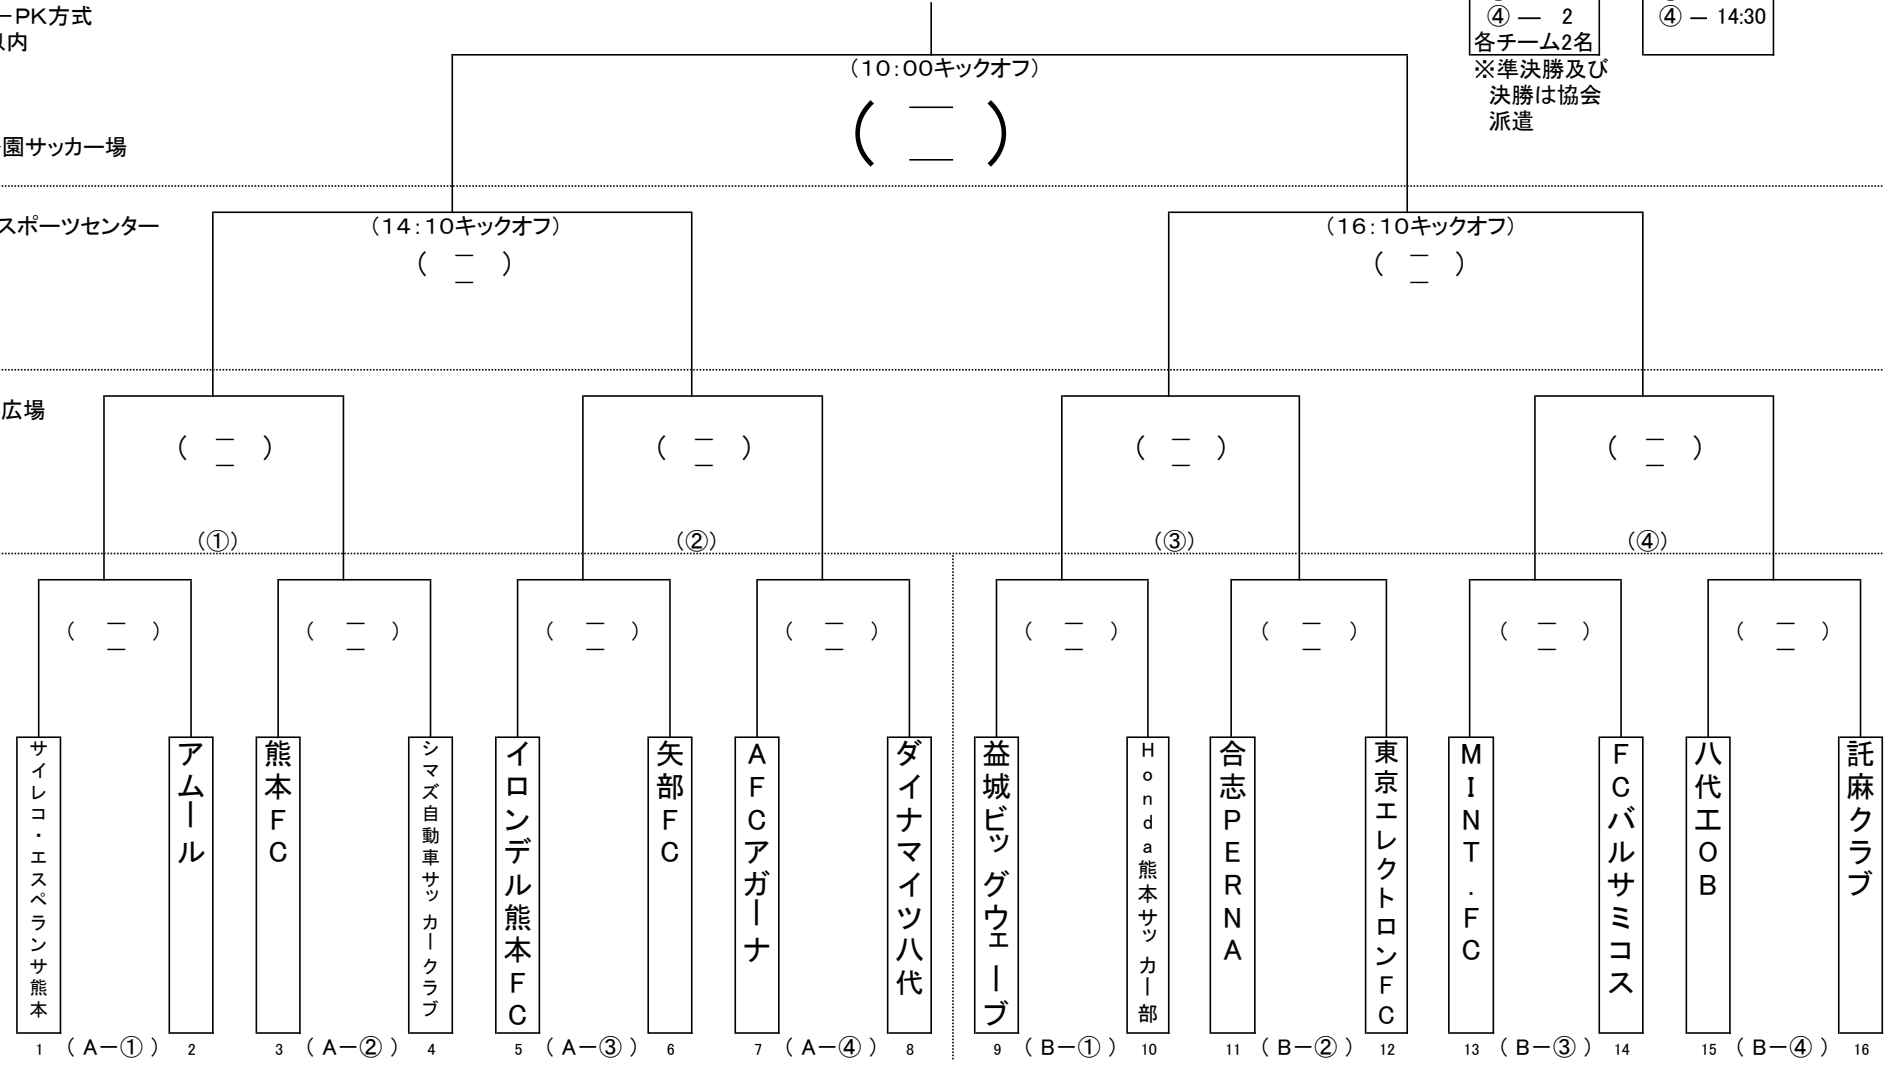 －PK方式
④ ― 2
④ － 14:30
以内
各チーム2名
(10:00キックオフ)
※準決勝及び
決勝は協会
派遣
( ― ― )
園サッカー場
スポーツセンター
(14:10キックオフ)
(16:10キックオフ)
( ― ― )
( ― ― )
広場
( ― ― )
( ― ― )
( ― ― )
( ― ― )
(①)
(②)
(③)
(④)
( ― ― )
( ― ― )
( ― ― )
( ― ― )
( ― ― )
( ― ― )
( ― ― )
( ― ― )
サイレコ・エスペランサ熊本
アムール
熊本FC
シマズ自動車サッカークラブ
イロンデル熊本FC
矢部FC
AFCアガーナ
ダイナマイツ八代
益城ビッグウェーブ
Honda熊本サッカー部
合志PERNA
東京エレクトロンFC
MINT.FC
FCバルサミコス
八代工OB
託麻クラブ
1 (A－①) 2 3 (A－②) 4 5 (A－③) 6 7 (A－④) 8 9 (B－①) 10 11 (B－②) 12 13 (B－③) 14 15 (B－④) 16